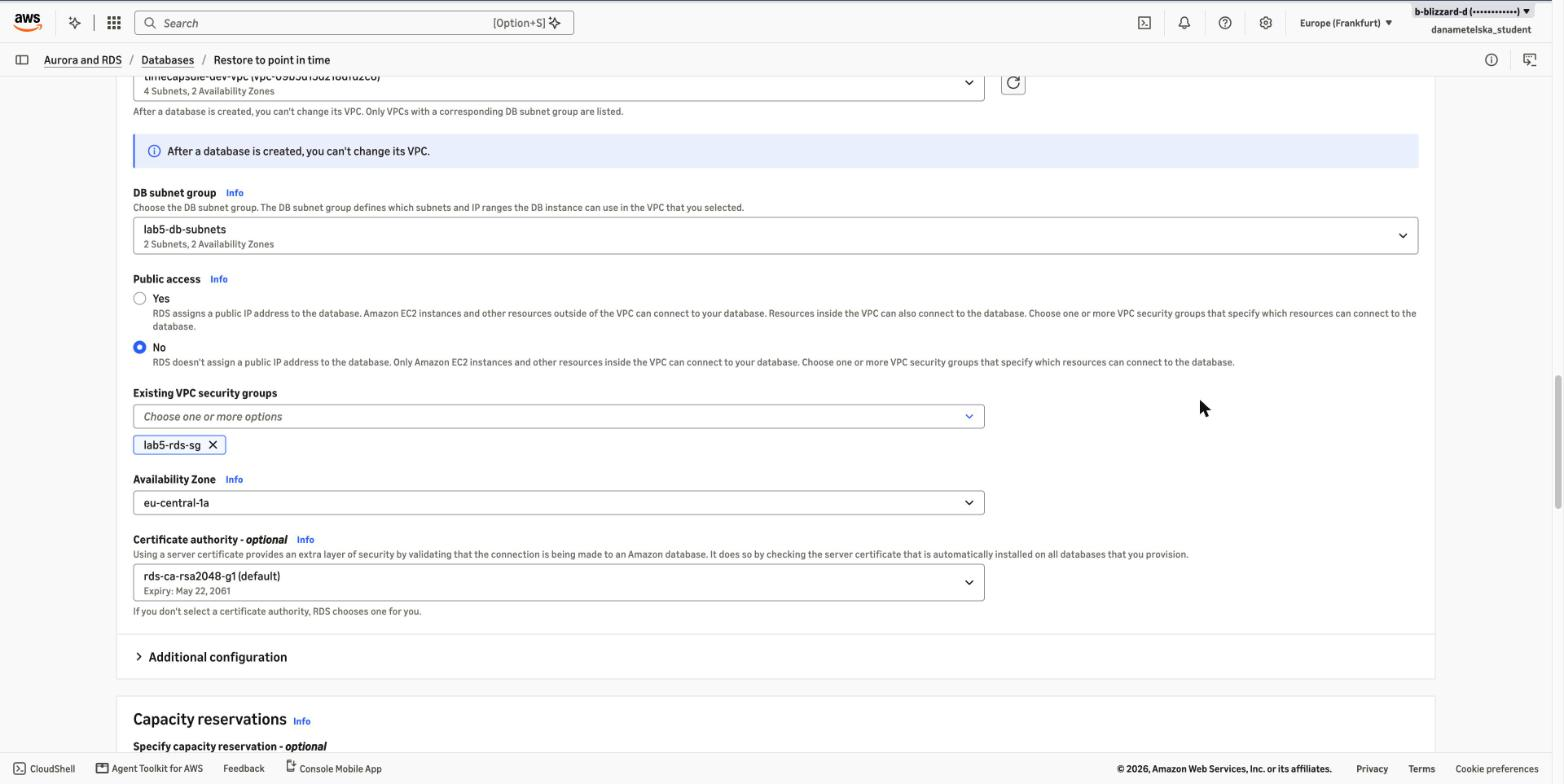 aws
Search
[Option+S]
Europe (Frankfurt)
b-blizzard-d (••••••••••••)
danametelska_student
Aurora and RDS / Databases / Restore to point in time
4 Subnets, 2 Availability Zones
After a database is created, you can't change its VPC. Only VPCs with a corresponding DB subnet group are listed.
After a database is created, you can't change its VPC.
DB subnet group Info
Choose the DB subnet group. The DB subnet group defines which subnets and IP ranges the DB instance can use in the VPC that you selected.
lab5-db-subnets
2 Subnets, 2 Availability Zones
Public access Info
Yes
RDS assigns a public IP address to the database. Amazon EC2 instances and other resources outside of the VPC can connect to your database. Resources inside the VPC can also connect to the database. Choose one or more VPC security groups that specify which resources can connect to the
database.
No
RDS doesn't assign a public IP address to the database. Only Amazon EC2 instances and other resources inside the VPC can connect to your database. Choose one or more VPC security groups that specify which resources can connect to the database.
Existing VPC security groups
Choose one or more options
lab5-rds-sg
Availability Zone Info
eu-central-1a
Certificate authority - optional Info
Using a server certificate provides an extra layer of security by validating that the connection is being made to an Amazon database. It does so by checking the server certificate that is automatically installed on all databases that you provision.
rds-ca-rsa2048-g1 (default)
Expiry: May 22, 2061
If you don't select a certificate authority, RDS chooses one for you.
Additional configuration
Capacity reservations Info
Specify capacity reservation - optional
CloudShell Agent Toolkit for AWS Feedback Console Mobile App © 2026, Amazon Web Services, Inc. or its affiliates. Privacy Terms Cookie preferences